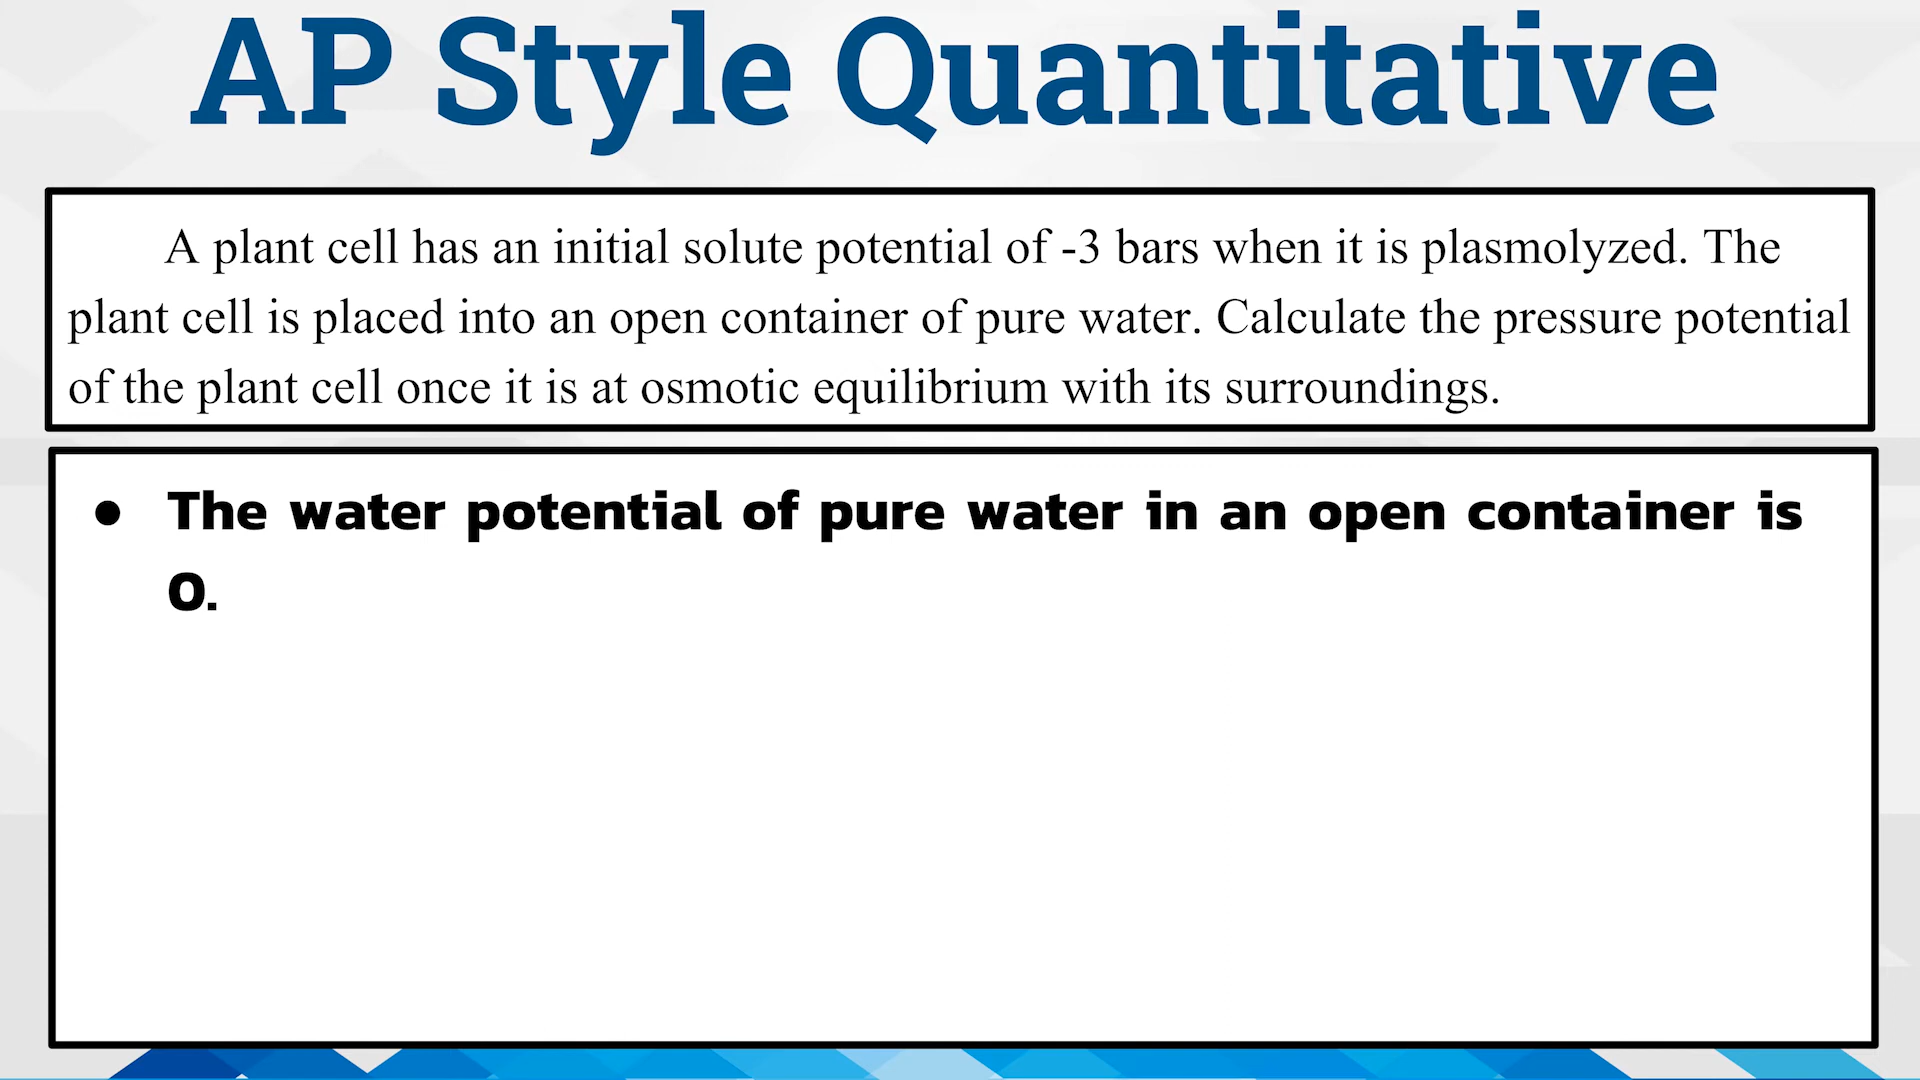 AP Style Quantitative
A plant cell has an initial solute potential of -3 bars when it is plasmolyzed. The
plant cell is placed into an open container of pure water. Calculate the pressure potential
of the plant cell once it is at osmotic equilibrium with its surroundings.
● The water potential of pure water in an open container is
0.